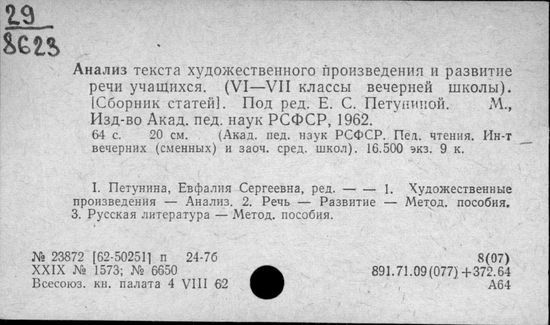 29
8623
Анализ текста художественного произведения и развитие
речи учащихся. (VI—VII классы вечерней школы).
[Сборник статей]. Под ред. Е. С. Петуниной. М.,
Изд-во Акад. пед. наук РСФСР, 1962.
64 с. 20 см. (Акад. пед. наук РСФСР. Пед. чтения. Ин-т
вечерних (сменных) и заоч. сред. школ). 16.500 экз. 9 к.
I. Петунина, Евфалия Сергеевна, ред. — — 1. Художественные
произведения — Анализ. 2. Речь — Развитие — Метод. пособия.
3. Русская литература — Метод. пособия.
№ 23872 [62-50251] п 24-7б 8(07)
XXIX № 1573; № 6650 891.71.09(077)+372.64
Всесоюз. кн. палата 4 VIII 62 А64